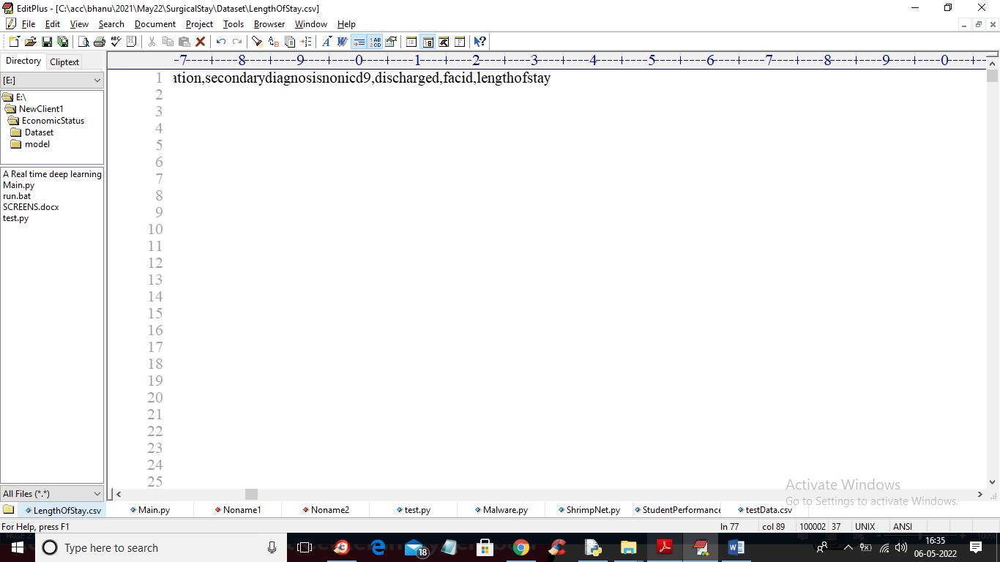 EditPlus - [C:\acc\bhanu\2021\May22\SurgicalStay\Dataset\LengthOfStay.csv]
File Edit View Search Document Project Tools Browser Window Help
Directory Cliptext
[E:]
E:\
NewClient1
EconomicStatus
Dataset
model
A Real time deep learning
Main.py
run.bat
SCREENS.docx
test.py
All Files (*.*)
-7----+----8----+----9----+----0----+----1----+----2----+----3----+----4----+----5----+----6----+----7----+----8----+----9----+----0----+--
1 ation,secondarydiagnosisnonicd9,discharged,facid,lengthofstay
2
3
4
5
6
7
8
9
10
11
12
13
14
15
16
17
18
19
20
21
22
23
24
25
Activate Windows
Go to Settings to activate Windows.
LengthOfStay.csv Main.py Noname1 Noname2 test.py Malware.py ShrimpNet.py StudentPerformance testData.csv
For Help, press F1 ln 77 col 89 100002 37 UNIX ANSI
Type here to search
18
16:35
06-05-2022